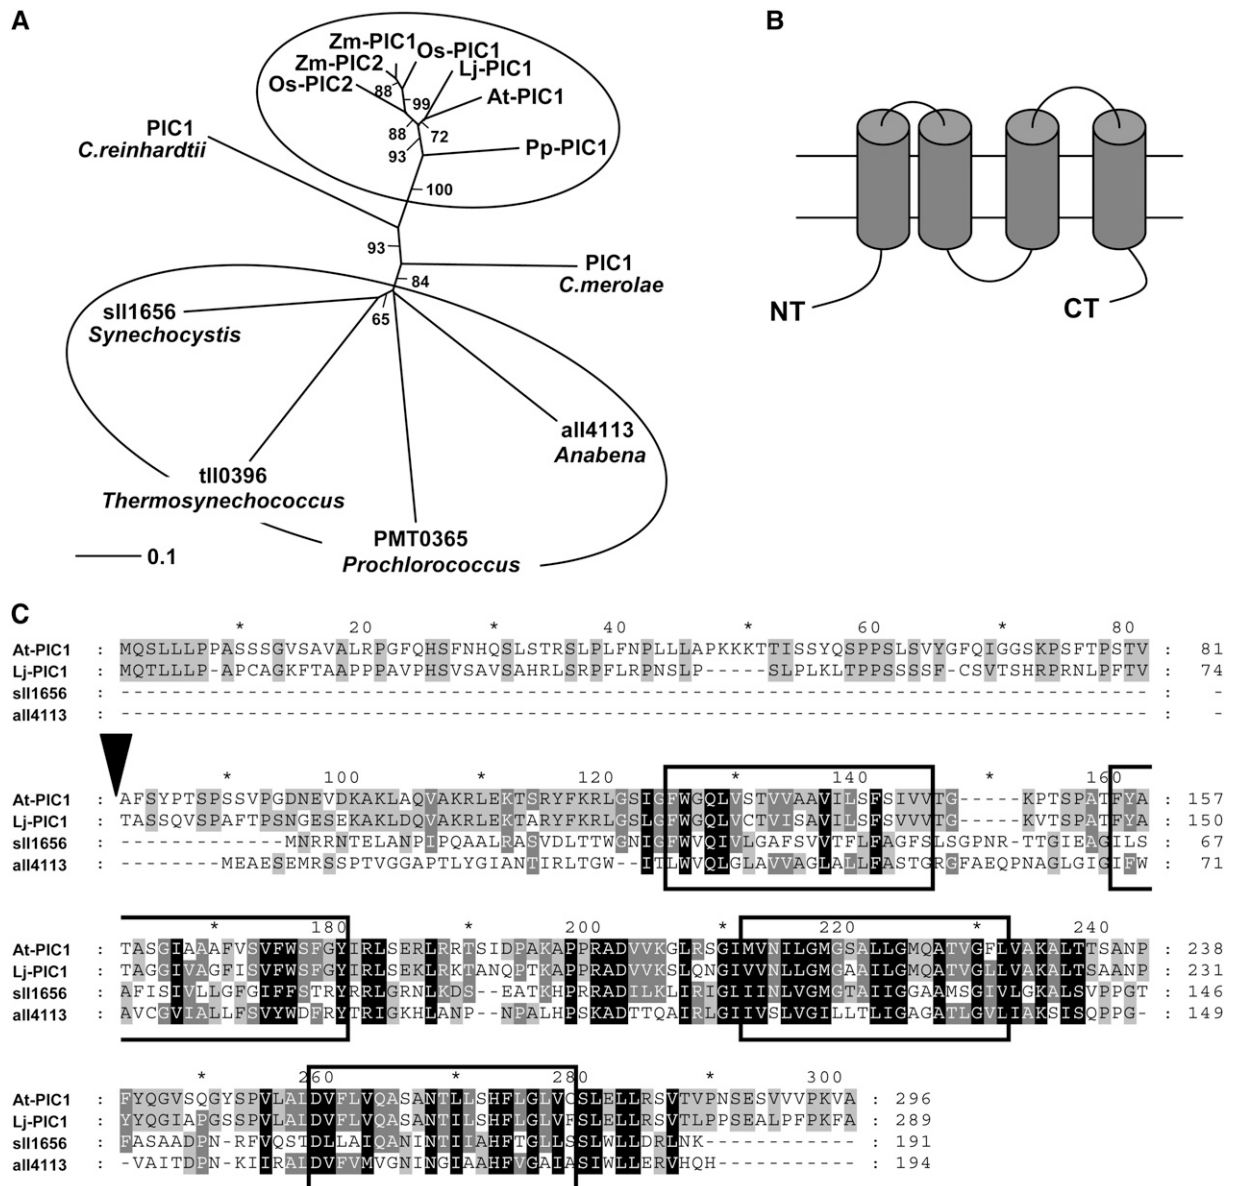 A
B
Zm-PIC1
Os-PIC1
Zm-PIC2
Lj-PIC1
Os-PIC2
At-PIC1
88
99
PIC1
C.reinhardtii
88
72
93
Pp-PIC1
100
93
PIC1
C.merolae
84
sll1656
Synechocystis
65
NT
CT
all4113
Anabena
tll0396
Thermosynechococcus
PMT0365
Prochlorococcus
0.1
C
* 20 * 40 * 60 * 80
At-PIC1 : MQSLLLPPASSSGVSAVALRPGFQHSFNHQSLSTRSLPLFNPLLLAPKKKTTISSYQSPPSLSVYGFQIGGSKPSFTPSTV : 81
Lj-PIC1 : MQTLLLP-APCAGKFTAAPPPAVPHSVSAVSAHRLSRPFLRPNSLP-----SLPLKLTPPSSSSF-CSVTSHRPRNLPFTV : 74
sll1656 : --------------------------------------------------------------------------------- : -
all4113 : --------------------------------------------------------------------------------- : -
* 100 * 120 * 140 * 160
At-PIC1 : AFSYPTSPSSVPGDNEVDKAKLAQVAKRLEKTSRYFKRLGSIGFWGQLVSTVVAAVILSFSIVVTG-----KPTSPATFYA : 157
Lj-PIC1 : TASSQVSPAFTPSNGESEKAKLDQVAKRLEKTARYFKRLGSLGFWGQLVCTVISAVILSFSVVVTG-----KVTSPATFYA : 150
sll1656 : -------------MNRRNTELANPIPQAALRASVDLTTWGNIGFWVQIVLGAFSVVTFLFAGFSLSGPNR-TTGIEAGILS : 67
all4113 : --------MEAESEMRSSPTVGGAPTLYGIANTIRLTGW--ITLWVQLGLAVVAGLALLFASTGRGFAEQPNAGLGIGIFW : 71
* 180 * 200 * 220 * 240
At-PIC1 : TASGIAAAFVSVFWSFGYIRLSERLRRTSIDPAKAPPRADVVKGLRSGIMVNILGMGSALLGMQATVGFLVAKALTTSANP : 238
Lj-PIC1 : TAGGIVAGFISVFWSFGYIRLSEKLRKTANQPTKAPPRADVVKSLQNGIVVNLLGMGAAILGMQATVGLLVAKALTSAANP : 231
sll1656 : AFISIVLLGFGIFFSTRYRRLGRNLKDS--EATKHPRRADILKLIRIGLIINLVGMGTAIIGGAAMSGIVLGKALSVPPGT : 146
all4113 : AVCGVIALLFSVYWDFRYTRIGKHLANP--NPALHPSKADTTQAIRLGIIVSLVGILLTLIGAGATLGVLIAKSISQPPG- : 149
* 260 * 280 * 300
At-PIC1 : FYQGVSQGYSPVLALDVFLVQASANTLLSHFLGLVCSLELLRSVTVPNSESVVVPKVA : 296
Lj-PIC1 : YYQGIAPGSSPVLALDVFLVQASANTILSHFLGLVFSLELLRSVTLPPSEALPFPKFA : 289
sll1656 : FASAADPN-RFVQSTDLLAIQANINTIIAHFTGLLSSLWLLDRLNK------------ : 191
all4113 : -VAITDPN-KIIRALDVFVMVGNINGIAAHFVGAIASIWLLERVHQH----------- : 194